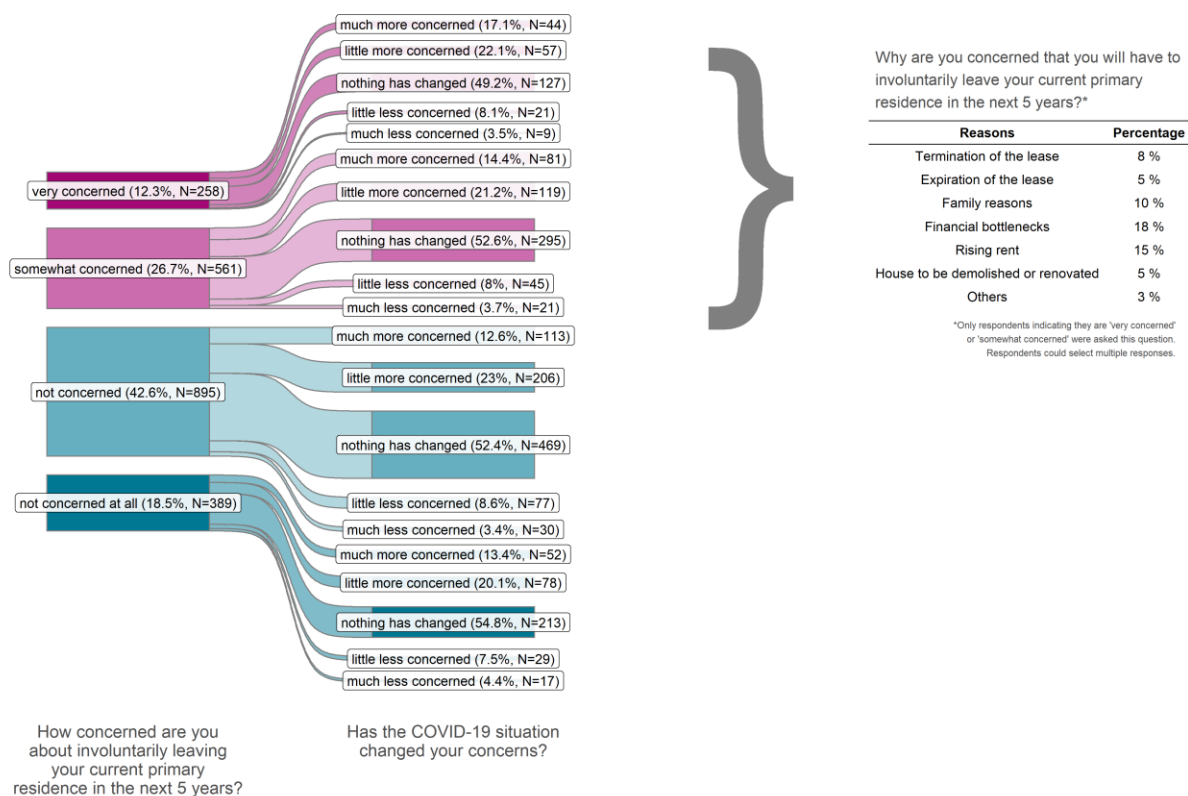 much more concerned (17.1%, N=44)
little more concerned (22.1%, N=57)
nothing has changed (49.2%, N=127)
little less concerned (8.1%, N=21)
much less concerned (3.5%, N=9)
much more concerned (14.4%, N=81)
very concerned (12.3%, N=258)
little more concerned (21.2%, N=119)
nothing has changed (52.6%, N=295)
somewhat concerned (26.7%, N=561)
little less concerned (8%, N=45)
much less concerned (3.7%, N=21)
much more concerned (12.6%, N=113)
little more concerned (23%, N=206)
not concerned (42.6%, N=895)
nothing has changed (52.4%, N=469)
not concerned at all (18.5%, N=389)
little less concerned (8.6%, N=77)
much less concerned (3.4%, N=30)
much more concerned (13.4%, N=52)
little more concerned (20.1%, N=78)
nothing has changed (54.8%, N=213)
little less concerned (7.5%, N=29)
much less concerned (4.4%, N=17)
How concerned are you
about involuntarily leaving
your current primary
residence in the next 5 years?
Has the COVID-19 situation
changed your concerns?
Why are you concerned that you will have to
involuntarily leave your current primary
residence in the next 5 years?*
Reasons Percentage
Termination of the lease 8 %
Expiration of the lease 5 %
Family reasons 10 %
Financial bottlenecks 18 %
Rising rent 15 %
House to be demolished or renovated 5 %
Others 3 %
*Only respondents indicating they are 'very concerned'
or 'somewhat concerned' were asked this question.
Respondents could select multiple responses.